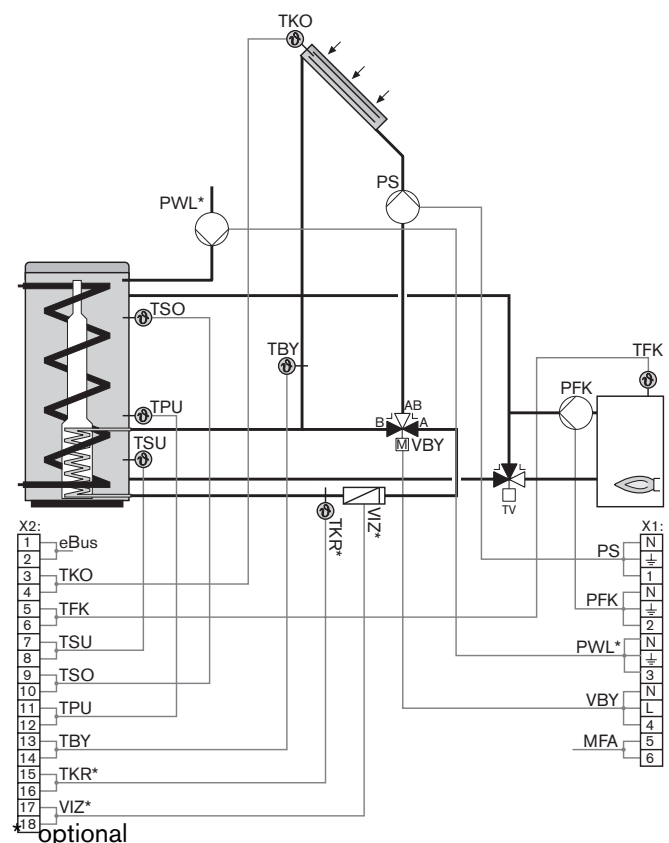 TKO
PS
PWL*
TSO
TBY
TFK
PFK
TPU
AB
B
A
TSU
M
VBY
TV
TKR*
VIZ*
X2:
X1:
1
eBus
2
3
TKO
4
5
TFK
6
7
TSU
8
9
TSO
10
11
TPU
12
13
TBY
14
15
TKR*
16
17
VIZ*
18
PS
N
1
PFK
N
2
PWL*
N
3
VBY
N
L
4
MFA
5
6
* optional